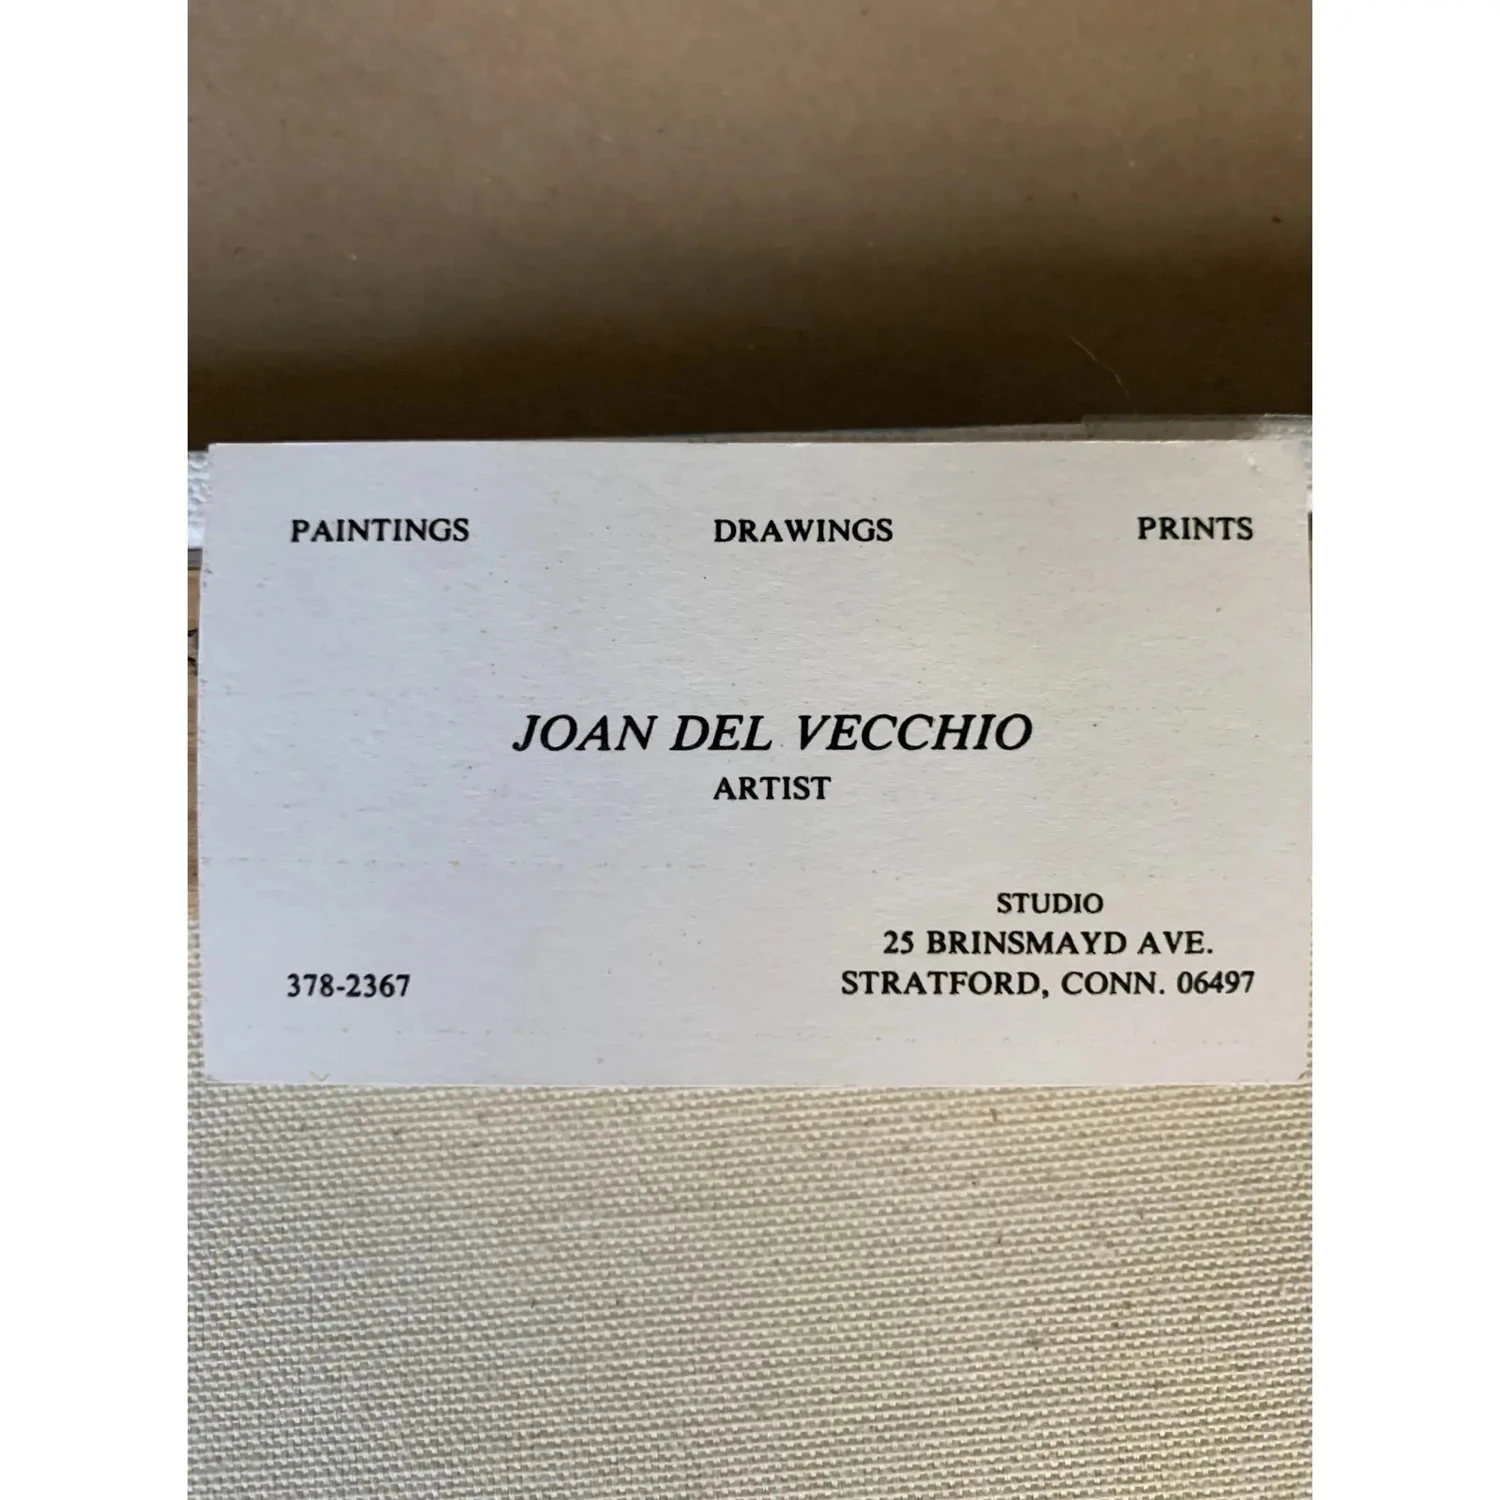 PAINTINGS DRAWINGS PRINTS
JOAN DEL VECCHIO
ARTIST
STUDIO
25 BRINSMAYD AVE.
378-2367 STRATFORD, CONN. 06497